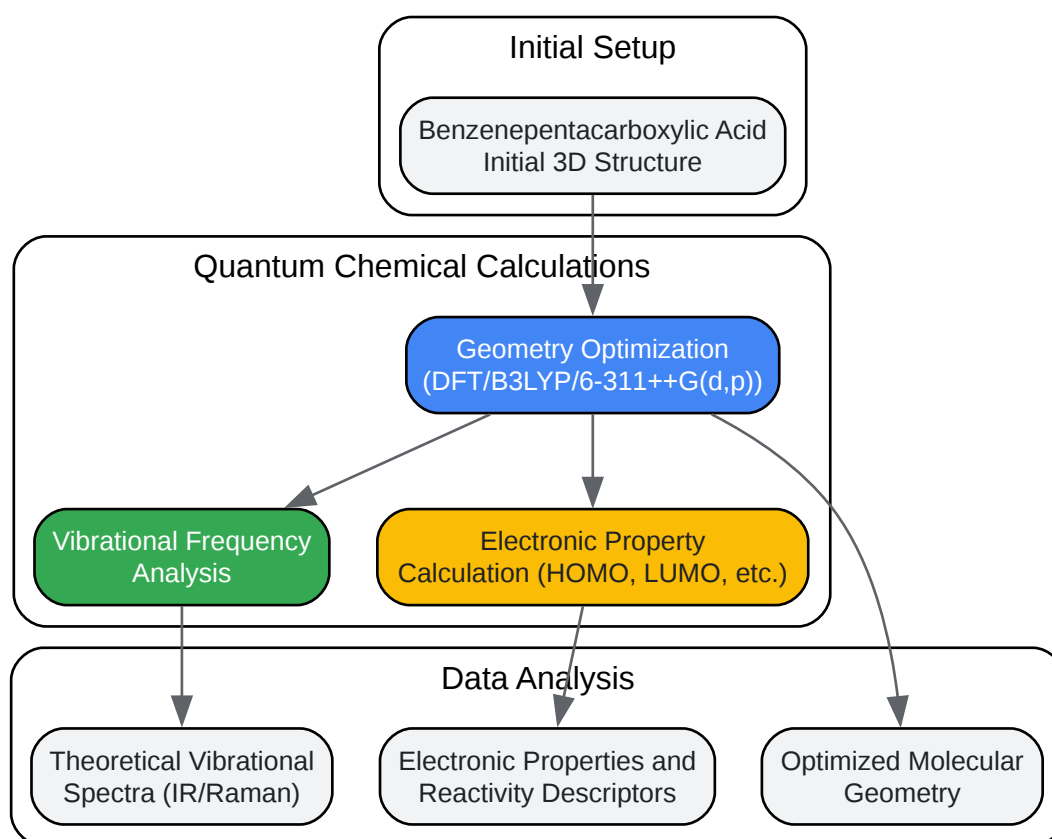 Initial Setup
Benzenepentacarboxylic Acid
Initial 3D Structure
Quantum Chemical Calculations
Geometry Optimization
(DFT/B3LYP/6-311++G(d,p))
Vibrational Frequency
Analysis
Electronic Property
Calculation (HOMO, LUMO, etc.)
Data Analysis
Theoretical Vibrational
Spectra (IR/Raman)
Electronic Properties and
Reactivity Descriptors
Optimized Molecular
Geometry